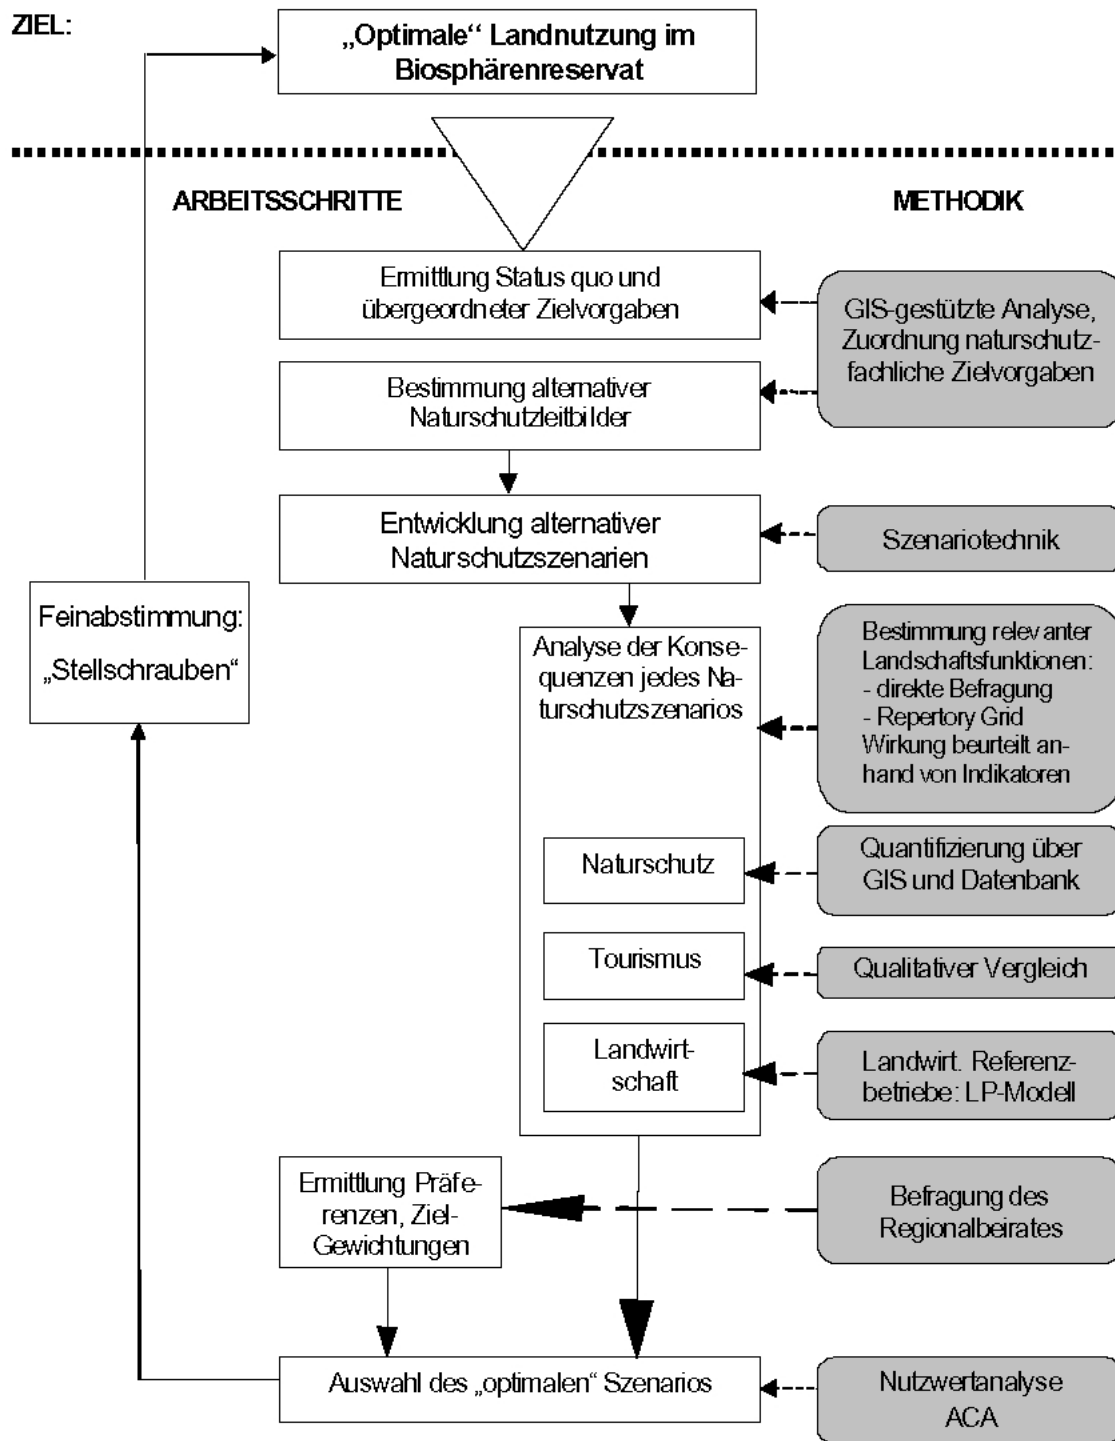 ZIEL:
„Optimale“ Landnutzung im
Biosphärenreservat
ARBEITSSCHRITTE
METHODIK
Ermittlung Status quo und
übergeordneter Zielvorgaben
GIS-gestützte Analyse,
Zuordnung naturschutz-
fachliche Zielvorgaben
Bestimmung alternativer
Naturschutzleitbilder
Entwicklung alternativer
Naturschutzszenarien
Szenariotechnik
Feinabstimmung:
„Stellschrauben“
Analyse der Konse-
quenzen jedes Na-
turschutzszenarios
Bestimmung relevanter
Landschaftsfunktionen:
- direkte Befragung
- Repertory Grid
Wirkung beurteilt an-
hand von Indikatoren
Naturschutz
Quantifizierung über
GIS und Datenbank
Tourismus
Qualitativer Vergleich
Landwirt-
schaft
Landwirt. Referenz-
betriebe: LP-Modell
Ermittlung Präfe-
renzen, Ziel-
Gewichtungen
Befragung des
Regionalbeirates
Auswahl des „optimalen“ Szenarios
Nutzwertanalyse
ACA